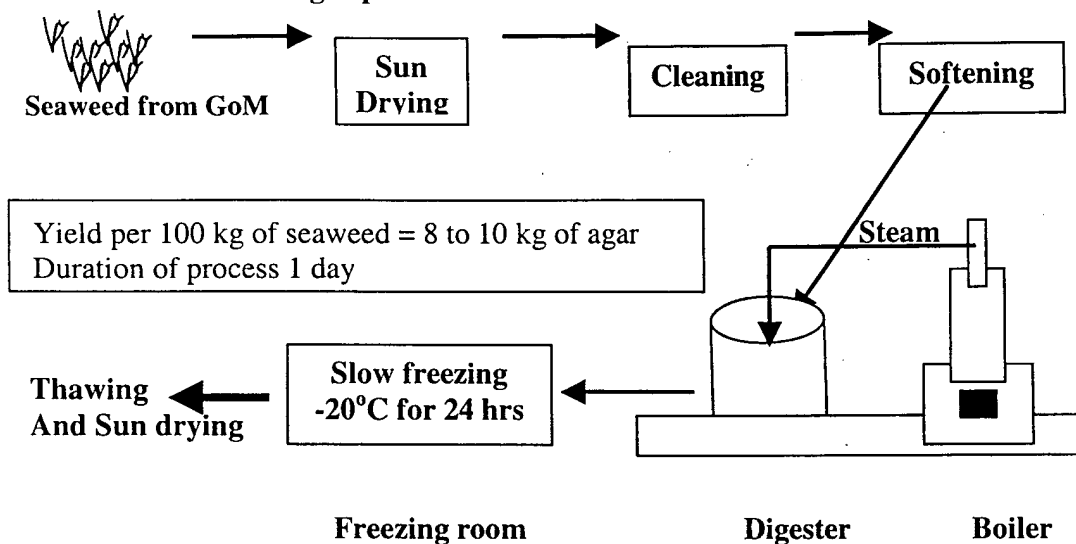 Seaweed from GoM
Sun
Drying
Cleaning
Softening
Yield per 100 kg of seaweed = 8 to 10 kg of agar
Duration of process 1 day
Steam
Thawing
And Sun drying
Slow freezing
-20°C for 24 hrs
Freezing room
Digester
Boiler